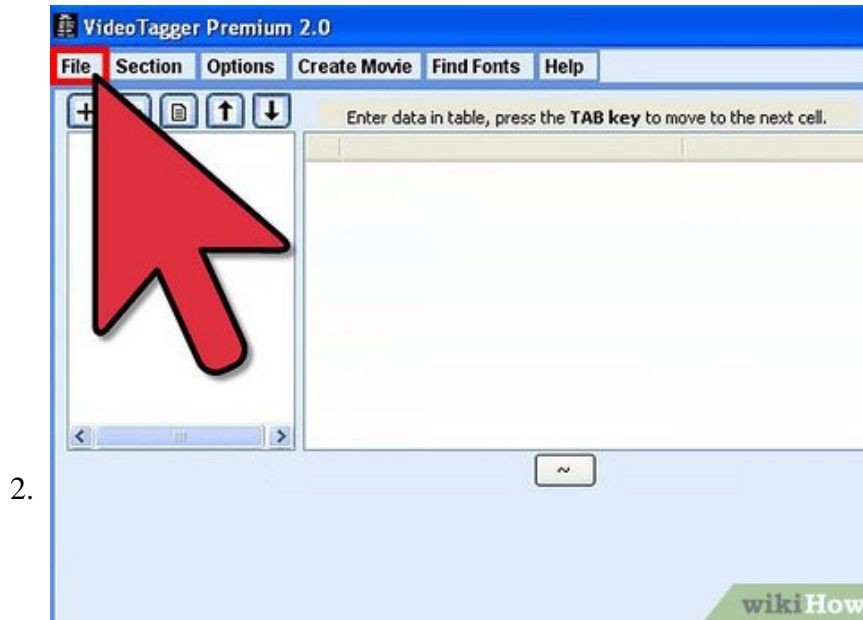 VideoTagger Premium 2.0
File Section Options Create Movie Find Fonts Help
+
Enter data in table, press the TAB key to move to the next cell.
~
2.
wikiHow